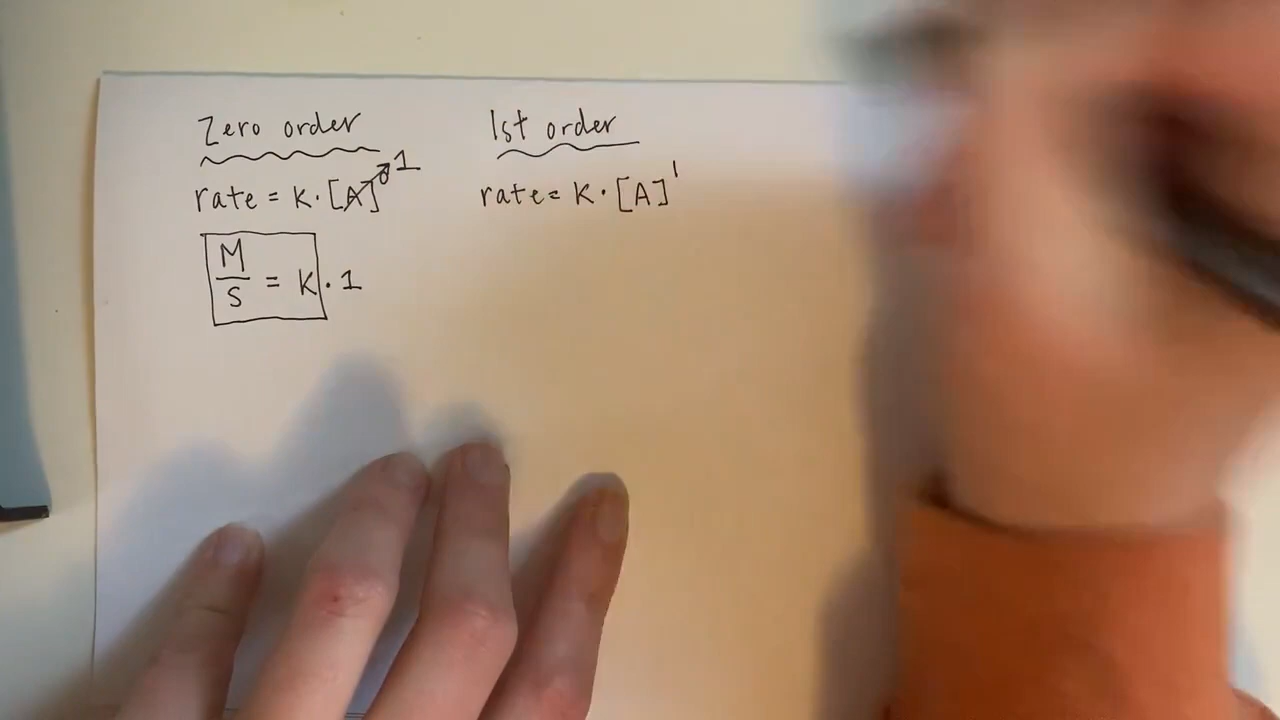 Zero order
rate = K · [A]⁰ 1
M/S = K · 1
1st order
rate = K · [A]¹